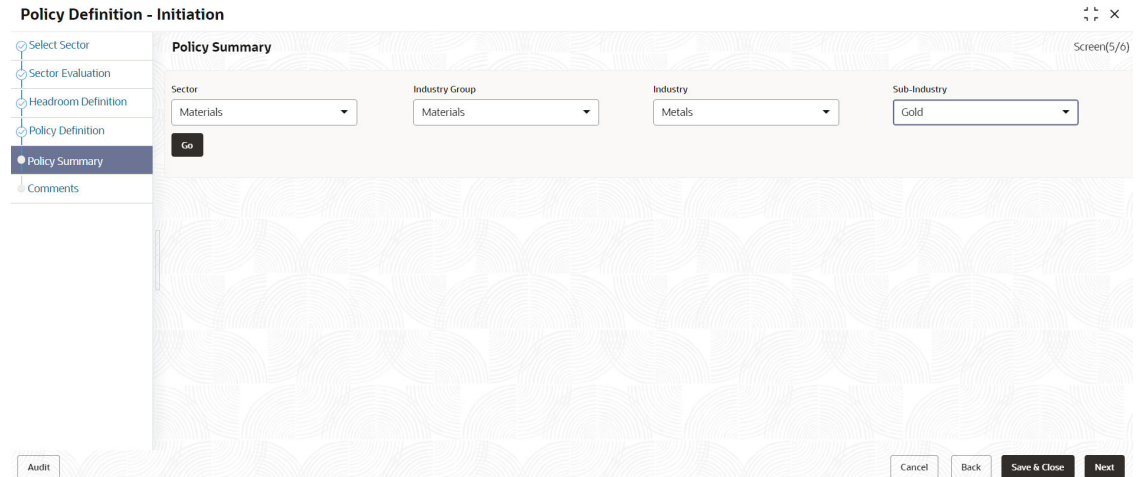 Policy Definition - Initiation
Select Sector
Sector Evaluation
Headroom Definition
Policy Definition
Policy Summary
Comments
Policy Summary
Screen(5/6)
Sector
Industry Group
Industry
Sub-Industry
Materials
Materials
Metals
Gold
Go
Audit
Cancel
Back
Save & Close
Next